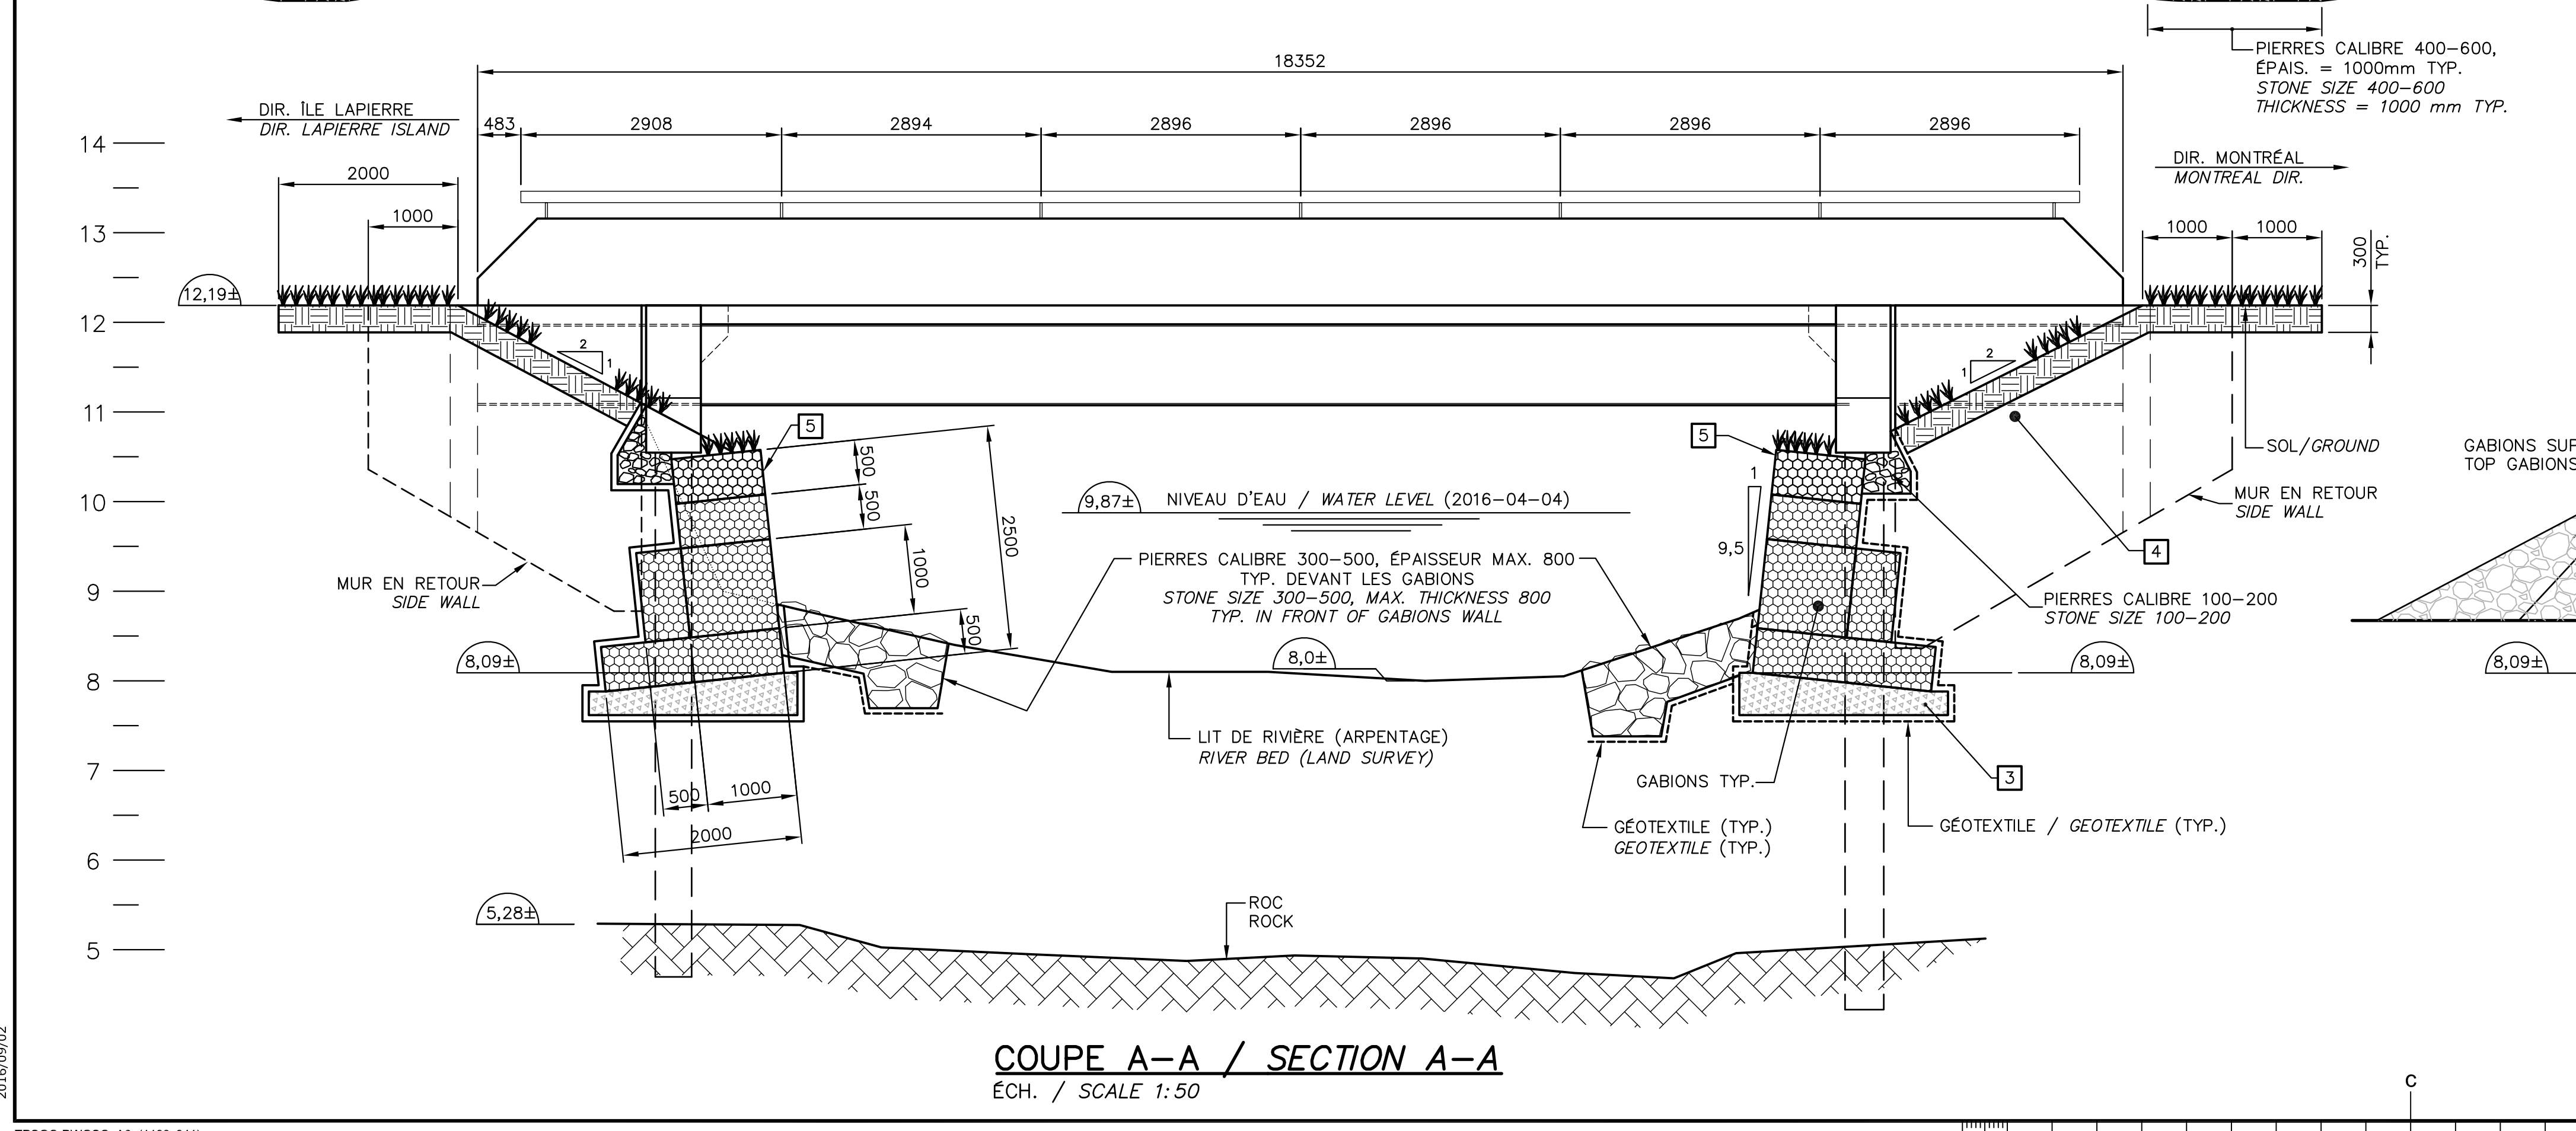 PIERRES CALIBRE 400-600,
ÉPAIS. = 1000mm TYP.
STONE SIZE 400-600
THICKNESS = 1000 mm TYP.
18352
DIR. ÎLE LAPIERRE
DIR. LAPIERRE ISLAND
483 2908 2894 2896 2896 2896 2896
14
DIR. MONTRÉAL
MONTREAL DIR.
2000
1000
13
1000 1000
300
TYP.
12,19±
12
2
1
2
1
11
5
5
SOL/GROUND
GABIONS SUP
TOP GABIONS
500
500
1000
500
2500
10
9,87±
NIVEAU D'EAU / WATER LEVEL (2016-04-04)
1
9,5
MUR EN RETOUR
SIDE WALL
4
PIERRES CALIBRE 300-500, ÉPAISSEUR MAX. 800
TYP. DEVANT LES GABIONS
STONE SIZE 300-500, MAX. THICKNESS 800
TYP. IN FRONT OF GABIONS WALL
MUR EN RETOUR
SIDE WALL
9
PIERRES CALIBRE 100-200
STONE SIZE 100-200
8,09±
8,0±
8,09±
8,09±
8
LIT DE RIVIÈRE (ARPENTAGE)
RIVER BED (LAND SURVEY)
7
GABIONS TYP.
3
500 1000
2000
GÉOTEXTILE (TYP.)
GEOTEXTILE (TYP.)
GÉOTEXTILE / GEOTEXTILE (TYP.)
6
5,28±
ROC
ROCK
5
COUPE A-A / SECTION A-A
ÉCH. / SCALE 1:50
2016/09/02
C